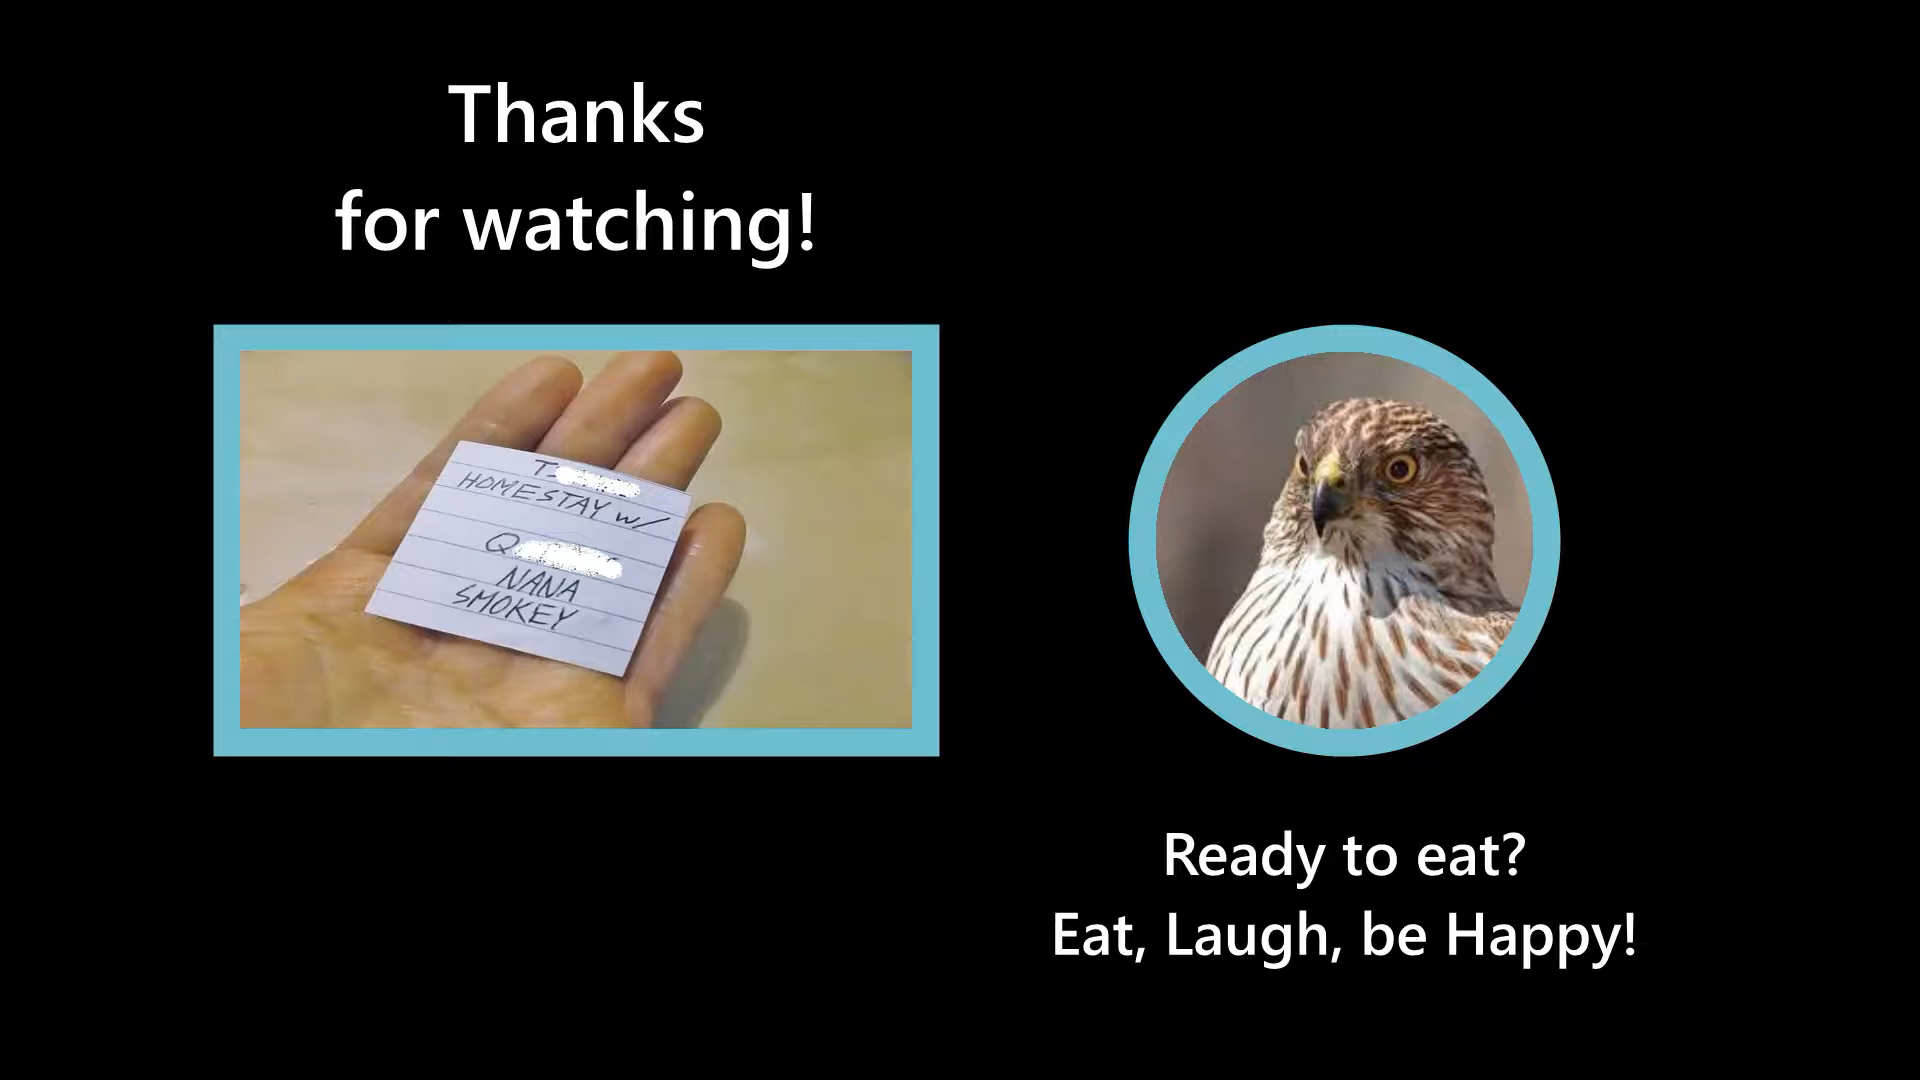 Thanks
for watching!
HOMESTAY w/
NANA
SMOKEY
Ready to eat?
Eat, Laugh, be Happy!